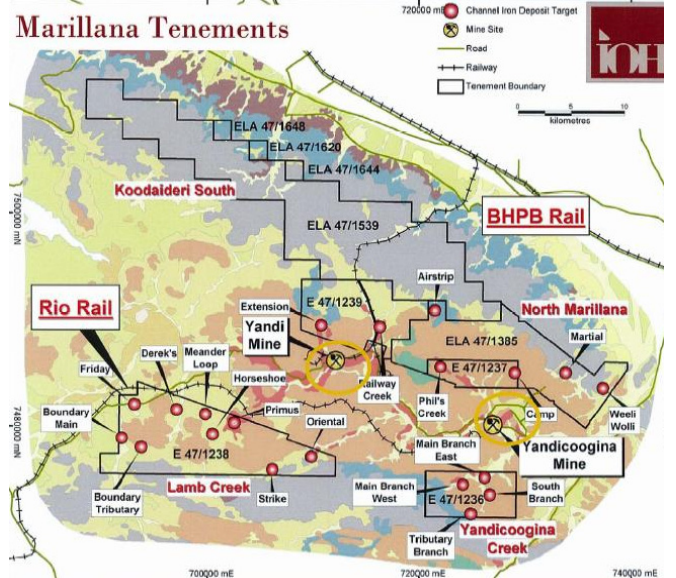 Marillana Tenements
720000 mE
Channel Iron Deposit Target
Mine Site
Road
Railway
Tenement Boundary
0 5 10
kilometres
IOH
ELA 47/1648
ELA 47/1620
ELA 47/1644
Koodaideri South
ELA 47/1539
7500000 mN
BHPB Rail
Airstrip
E 47/1239
Extension
North Marillana
Rio Rail
Yandi
Mine
ELA 47/1385
Martial
Friday
Derek's
Meander
Loop
Horseshoe
Railway
Creek
E 47/1237
Phil's
Creek
Camp
Weeli
Wolli
7480000 mN
Boundary
Main
Primus
Oriental
E 47/1238
Main Branch
East
Yandicoogina
Mine
Boundary
Tributary
Lamb Creek
Strike
Main Branch
West
E 47/1236
South
Branch
Tributary
Branch
Yandicoogina
Creek
700000 mE
720000 mE
740000 mE